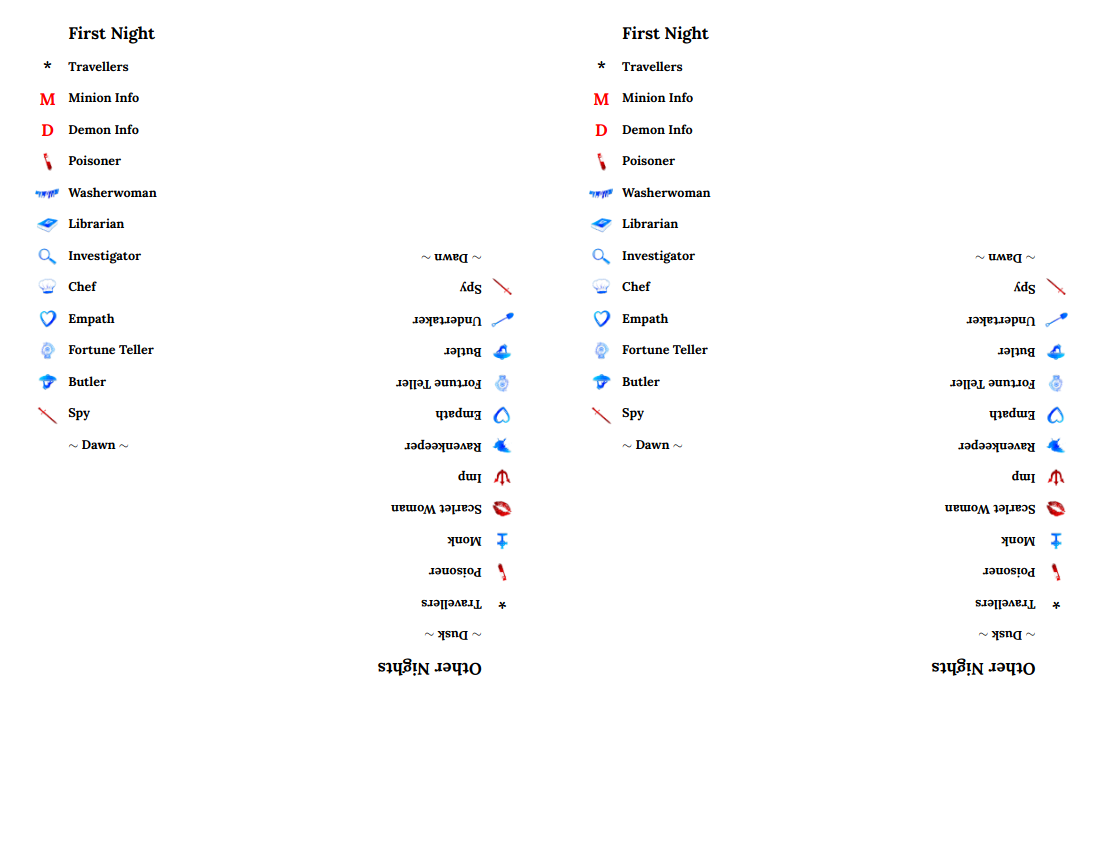 First Night
* Travellers
M Minion Info
D Demon Info
Poisoner
Washerwoman
Librarian
Investigator
Chef
Empath
Fortune Teller
Butler
Spy
~ Dawn ~
Other Nights
~ Dusk ~
* Travellers
Poisoner
Monk
Scarlet Woman
Imp
Ravenkeeper
Empath
Fortune Teller
Butler
Undertaker
Spy
~ Dawn ~
First Night
* Travellers
M Minion Info
D Demon Info
Poisoner
Washerwoman
Librarian
Investigator
Chef
Empath
Fortune Teller
Butler
Spy
~ Dawn ~
Other Nights
~ Dusk ~
* Travellers
Poisoner
Monk
Scarlet Woman
Imp
Ravenkeeper
Empath
Fortune Teller
Butler
Undertaker
Spy
~ Dawn ~